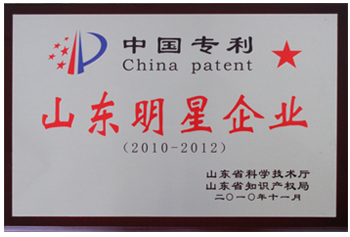 中国专利
China patent
山东明星企业
(2010-2012)
山东省科学技术厅
山东省知识产权局
二〇一〇年十一月